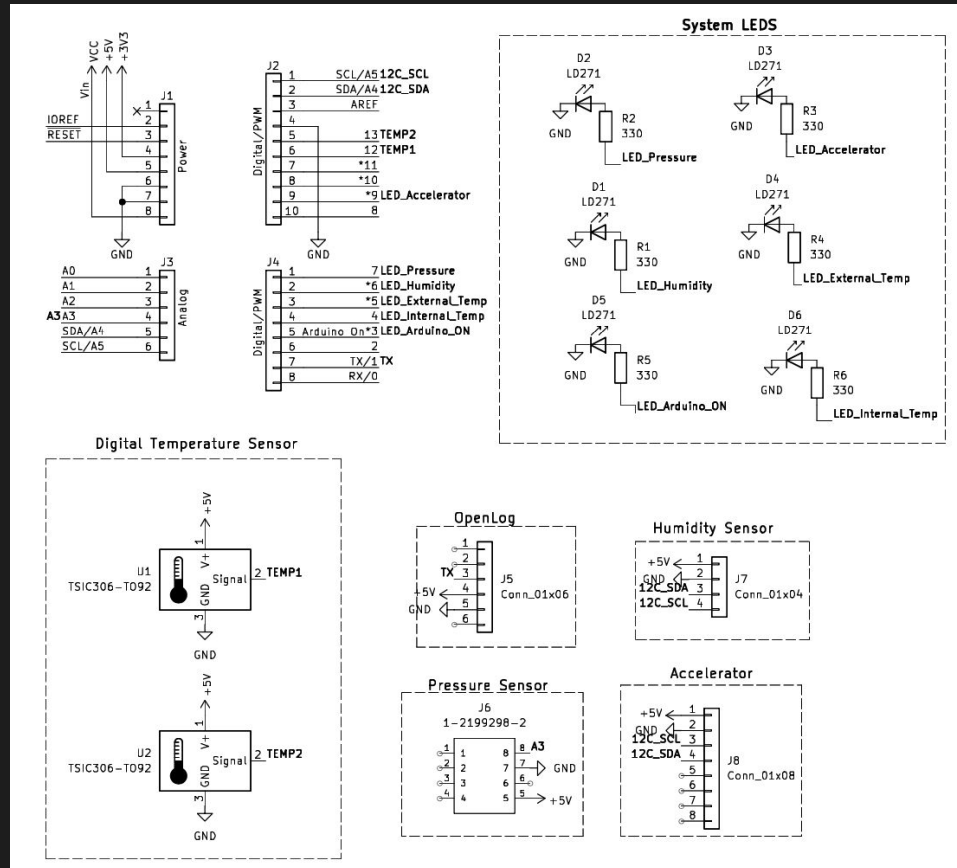 System LEDS
VCC
+5V
+3V3
Vin
J1
1
IOREF 2
RESET 3
4
5
6
7
8
Power
GND
J2
1 SCL/A5 12C_SCL
2 SDA/A4 12C_SDA
3 AREF
4
5 13 TEMP2
6 12 TEMP1
7 *11
8 *10
9 *9 LED_Accelerator
10 8
Digital/PWM
GND
J3
A0 1
A1 2
A2 3
A3 A3 4
SDA/A4 5
SCL/A5 6
Analog
J4
1 7 LED_Pressure
2 *6 LED_Humidity
3 *5 LED_External_Temp
4 4 LED_Internal_Temp
5 Arduino On*3 LED_Arduino_ON
6 2
7 TX/1 TX
8 RX/0
Digital/PWM
D2
LD271
GND
R2
330
LED_Pressure
D3
LD271
GND
R3
330
LED_Accelerator
D1
LD271
GND
R1
330
LED_Humidity
D4
LD271
GND
R4
330
LED_External_Temp
D5
LD271
GND
R5
330
LED_Arduino_ON
D6
LD271
GND
R6
330
LED_Internal_Temp
Digital Temperature Sensor
+5V
1
V+
U1
TSIC306-TO92
Signal 2 TEMP1
GND
3
GND
+5V
1
V+
U2
TSIC306-TO92
Signal 2 TEMP2
GND
3
GND
OpenLog
1
2
TX 3
+5V 4
GND 5
6
J5
Conn_01x06
Humidity Sensor
+5V 1
GND 2
12C_SDA 3
12C_SCL 4
J7
Conn_01x04
Pressure Sensor
J6
1-2199298-2
1 1 8 8 A3
2 2 7 7 GND
3 3 6 6
4 4 5 5 +5V
Accelerator
+5V 1
GND 2
12C_SCL 3
12C_SDA 4
5
6
7
8
J8
Conn_01x08